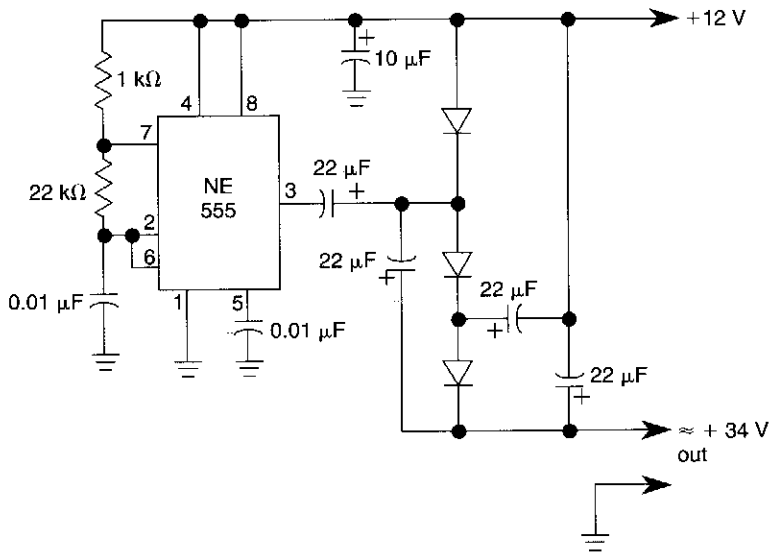 +12 V
1 kΩ
10 µF
+
4
8
7
22 kΩ
NE
555
3
22 µF
+
2
6
22 µF
+
0.01 µF
1
5
0.01 µF
22 µF
+
22 µF
+
≈ + 34 V
out